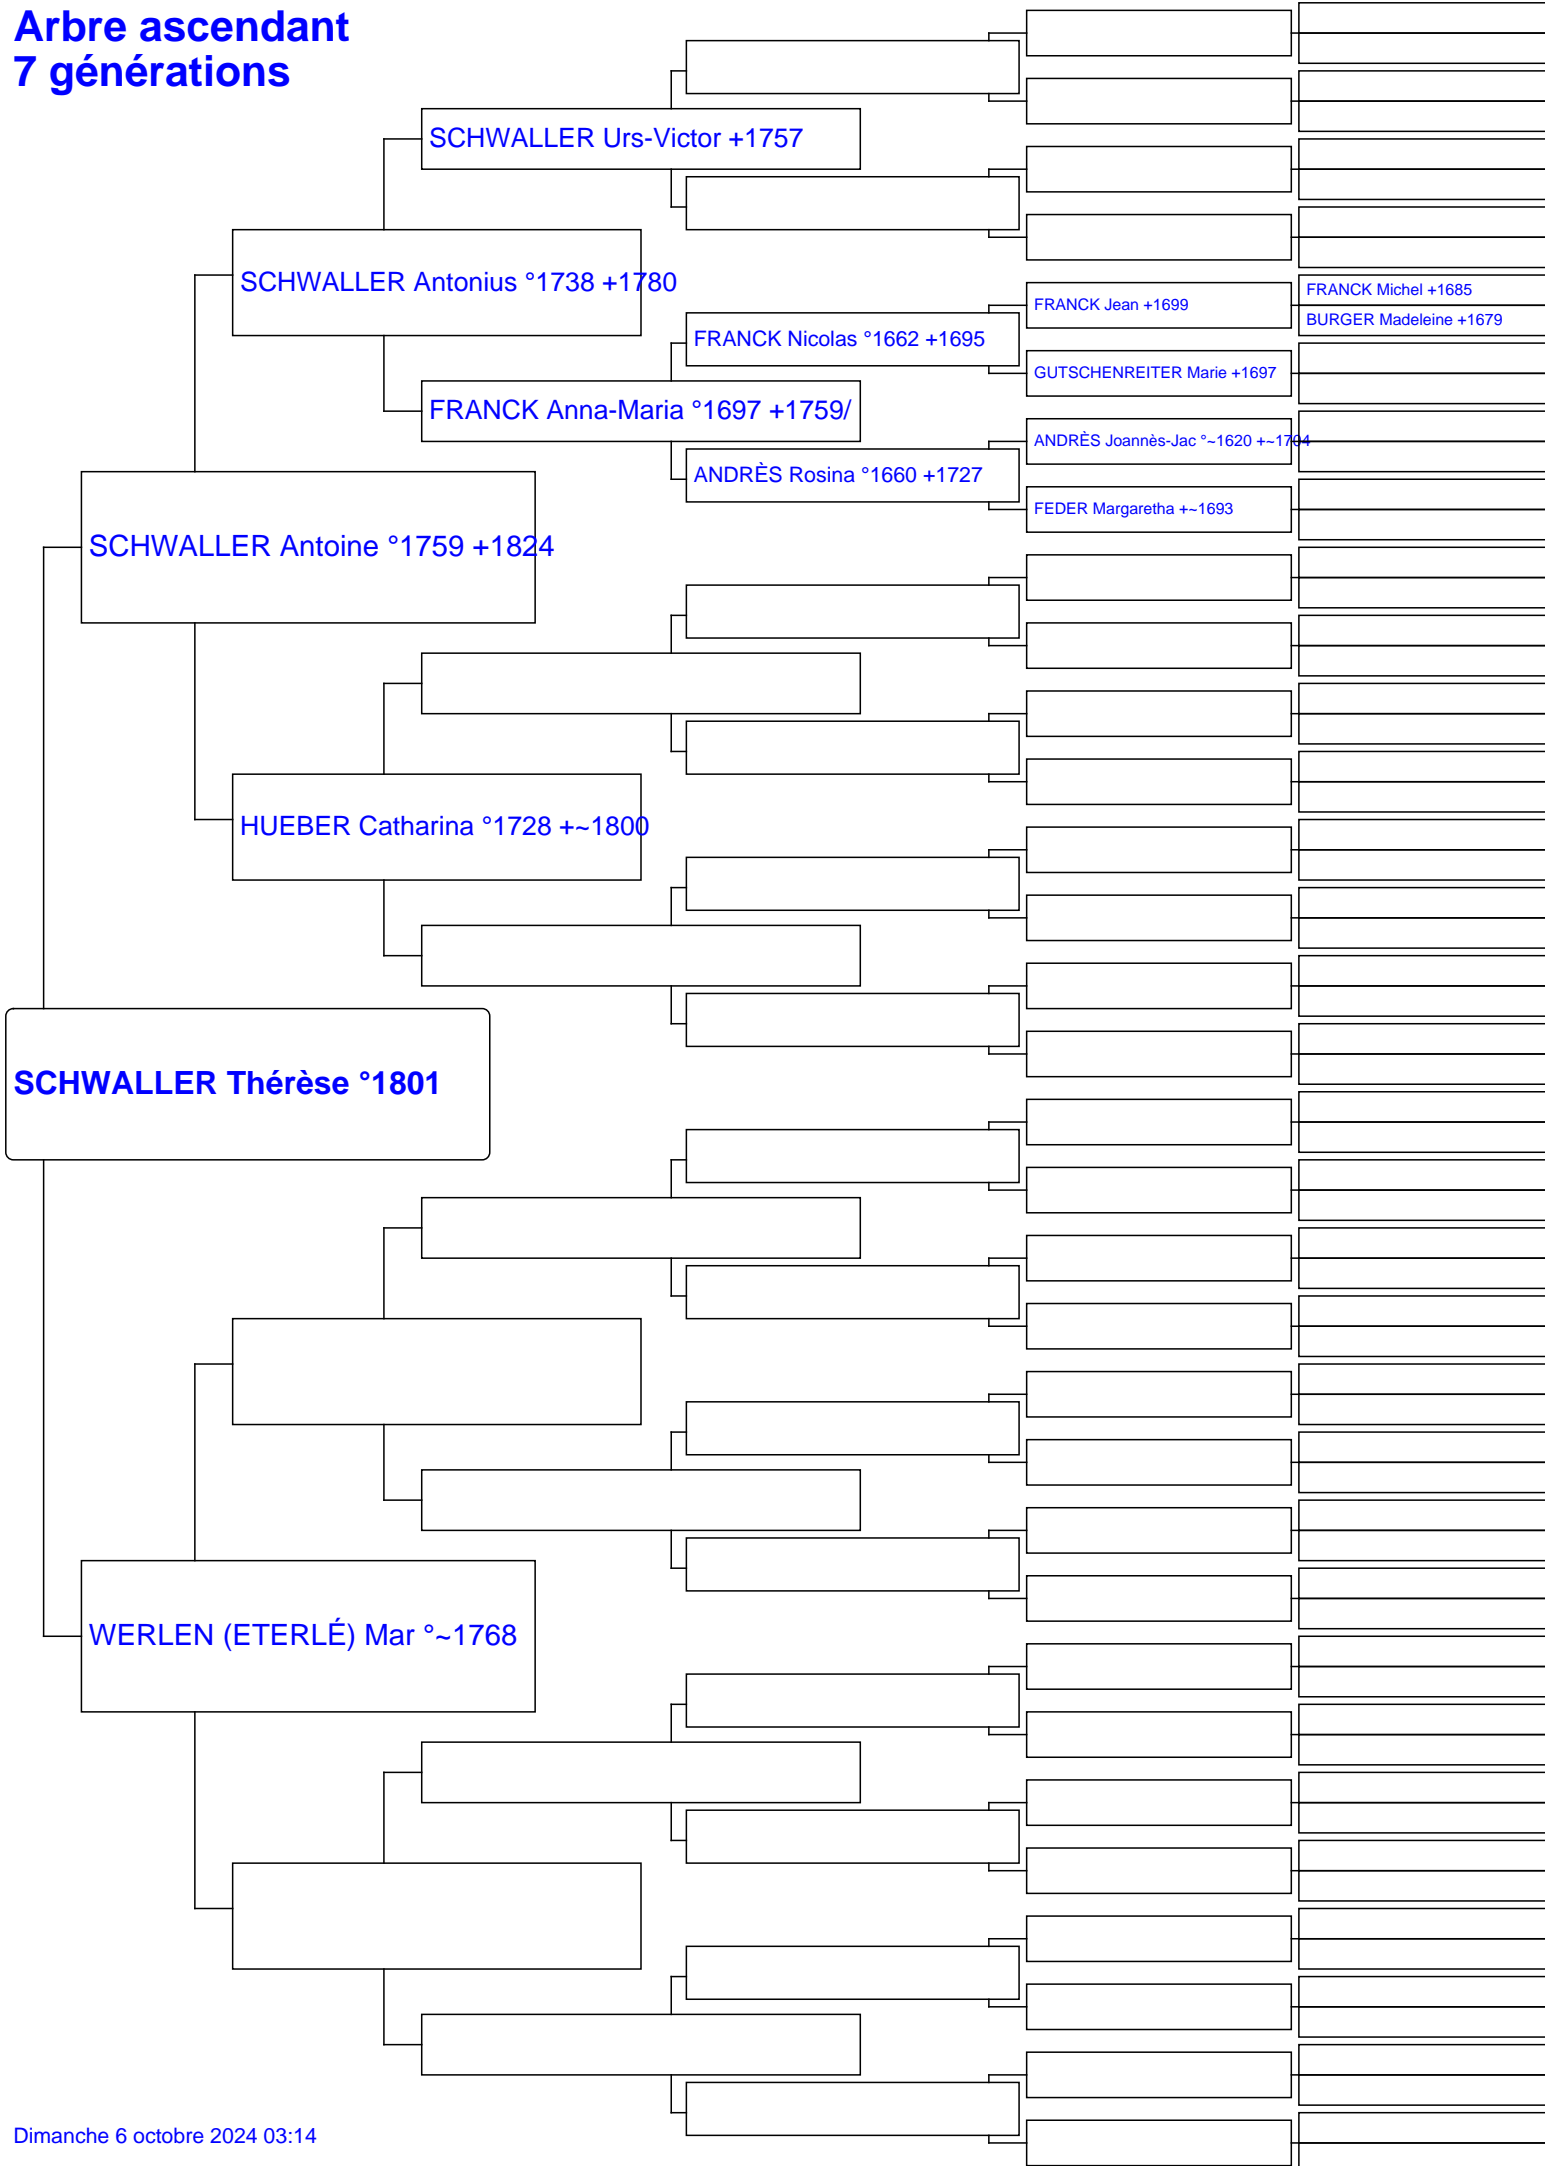 Arbre ascendant
7 générations
SCHWALLER Urs-Victor +1757
SCHWALLER Antonius °1738 +1780
FRANCK Michel +1685
FRANCK Jean +1699
BURGER Madeleine +1679
FRANCK Nicolas °1662 +1695
GUTSCHENREITER Marie +1697
FRANCK Anna-Maria °1697 +1759/
ANDRÈS Joannès-Jac °~1620 +~1704
ANDRÈS Rosina °1660 +1727
FEDER Margaretha +~1693
SCHWALLER Antoine °1759 +1824
HUEBER Catharina °1728 +~1800
SCHWALLER Thérèse °1801
WERLEN (ETERLÉ) Mar °~1768
Dimanche 6 octobre 2024 03:14